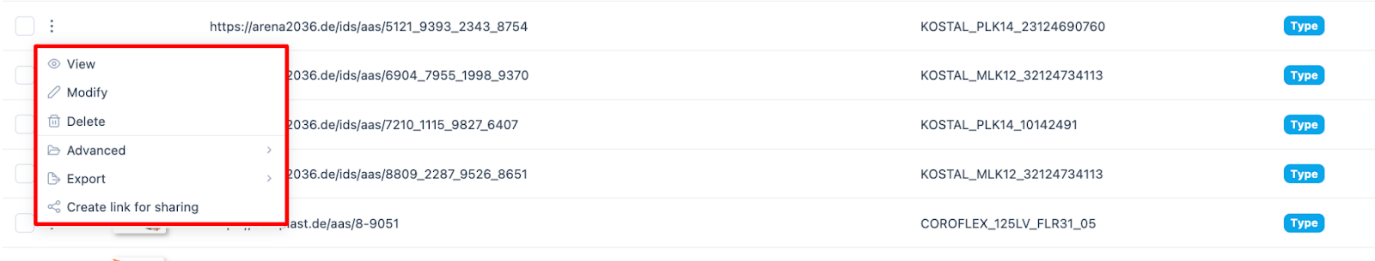 https://arena2036.de/ids/aas/5121_9393_2343_8754 KOSTAL_PLK14_23124690760 Type
View
2036.de/ids/aas/6904_7955_1998_9370 KOSTAL_MLK12_32124734113 Type
Modify
Delete
2036.de/ids/aas/7210_1115_9827_6407 KOSTAL_PLK14_10142491 Type
Advanced
Export
2036.de/ids/aas/8809_2287_9526_8651 KOSTAL_MLK12_32124734113 Type
Create link for sharing
ast.de/aas/8-9051 COROFLEX_125LV_FLR31_05 Type